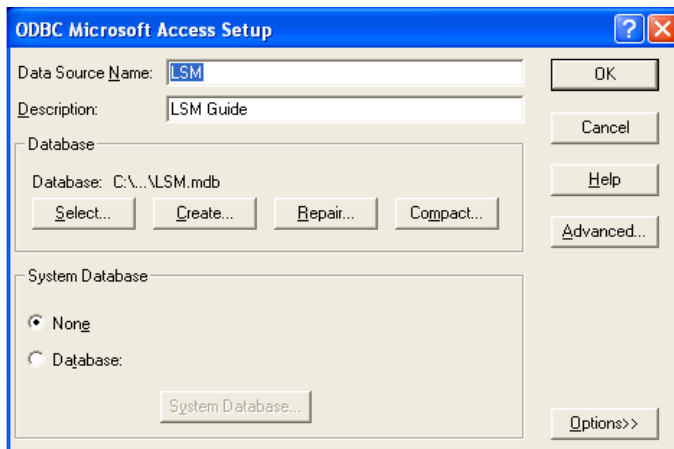 ODBC Microsoft Access Setup
Data Source Name: LSM
OK
Description: LSM Guide
Cancel
Database
Database: C:\...\LSM.mdb
Help
Select... Create... Repair... Compact...
Advanced...
System Database
None
Database:
System Database...
Options>>